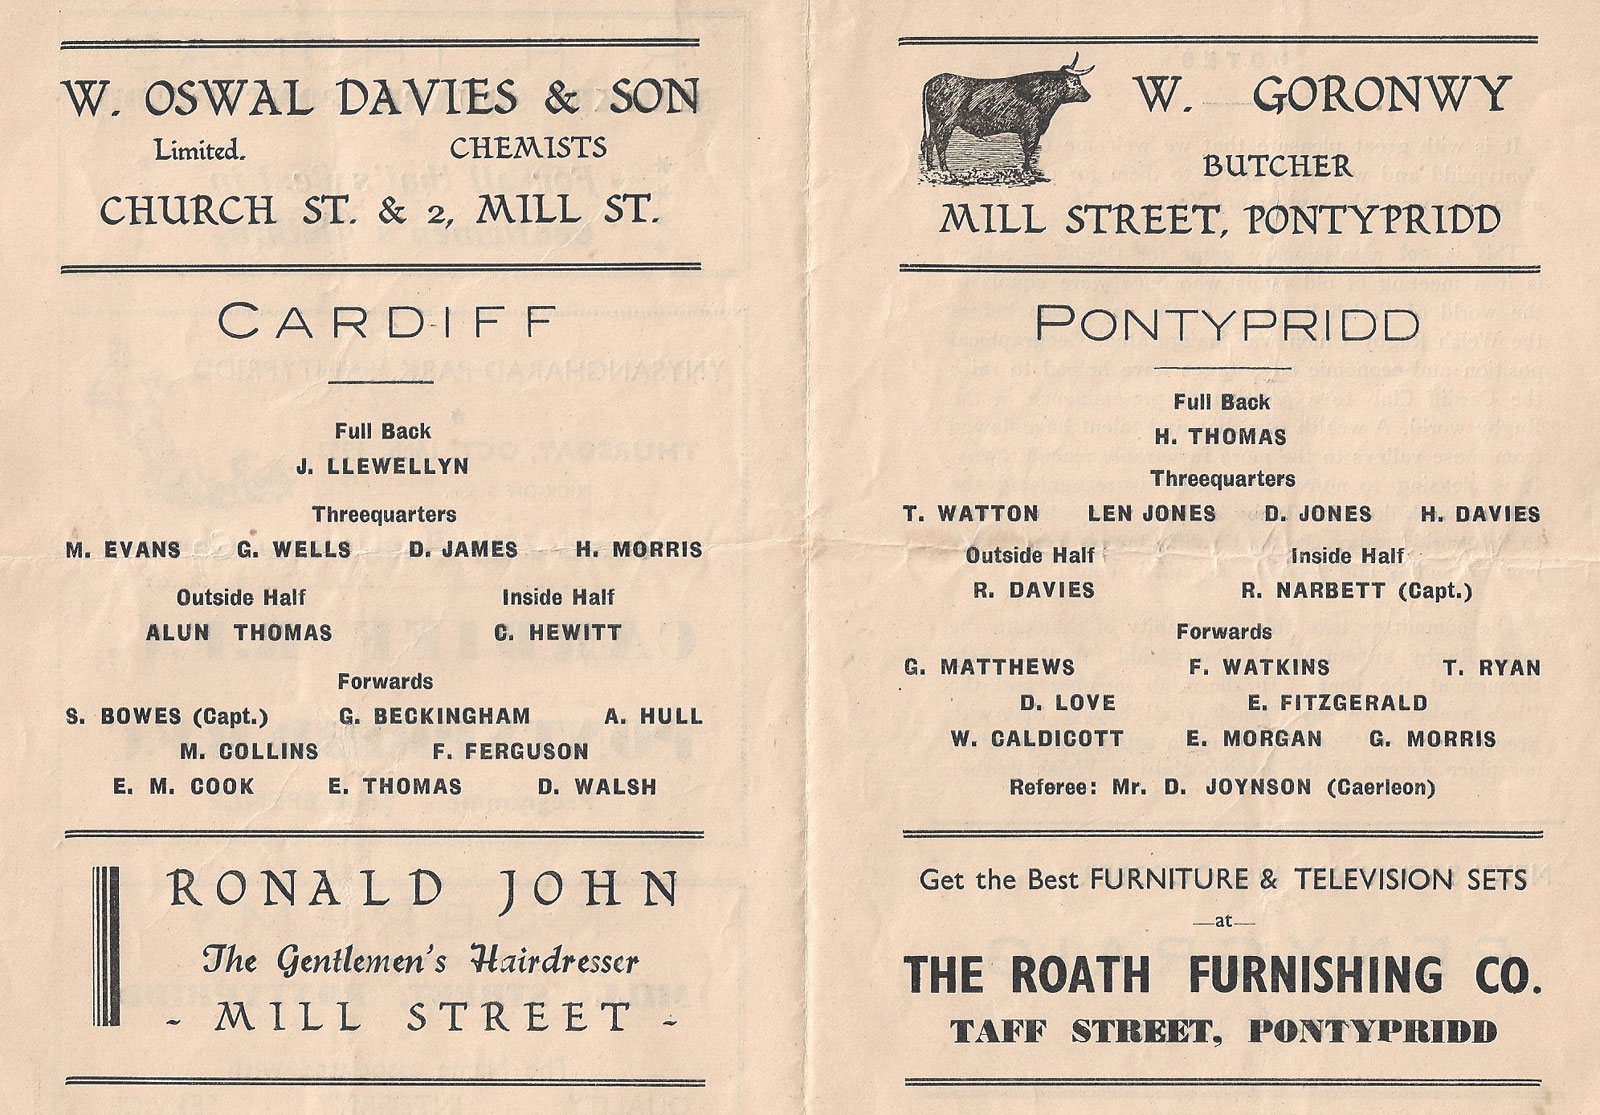 W. OSWAL DAVIES & SON
Limited. CHEMISTS
CHURCH ST. & 2, MILL ST.
CARDIFF
Full Back
J. LLEWELLYN
Threequarters
M. EVANS G. WELLS D. JAMES H. MORRIS
Outside Half Inside Half
ALUN THOMAS C. HEWITT
Forwards
S. BOWES (Capt.) G. BECKINGHAM A. HULL
M. COLLINS F. FERGUSON
E. M. COOK E. THOMAS D. WALSH
RONALD JOHN
The Gentlemen's Hairdresser
- MILL STREET -
W. GORONWY
BUTCHER
MILL STREET, PONTYPRIDD
PONTYPRIDD
Full Back
H. THOMAS
Threequarters
T. WATTON LEN JONES D. JONES H. DAVIES
Outside Half Inside Half
R. DAVIES R. NARBETT (Capt.)
Forwards
G. MATTHEWS F. WATKINS T. RYAN
D. LOVE E. FITZGERALD
W. CALDICOTT E. MORGAN G. MORRIS
Referee: Mr. D. JOYNSON (Caerleon)
Get the Best FURNITURE & TELEVISION SETS
—at—
THE ROATH FURNISHING CO.
TAFF STREET, PONTYPRIDD